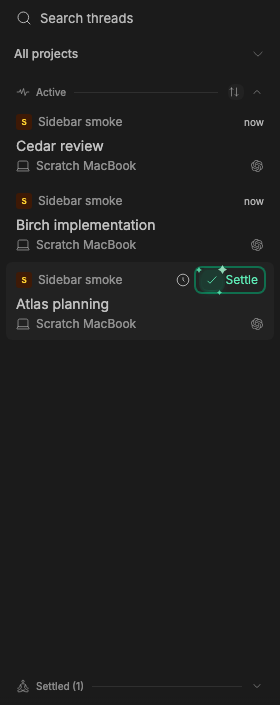 Search threads
All projects
Active
S Sidebar smoke now
Cedar review
Scratch MacBook
S Sidebar smoke now
Birch implementation
Scratch MacBook
S Sidebar smoke Settle
Atlas planning
Scratch MacBook
Settled (1)